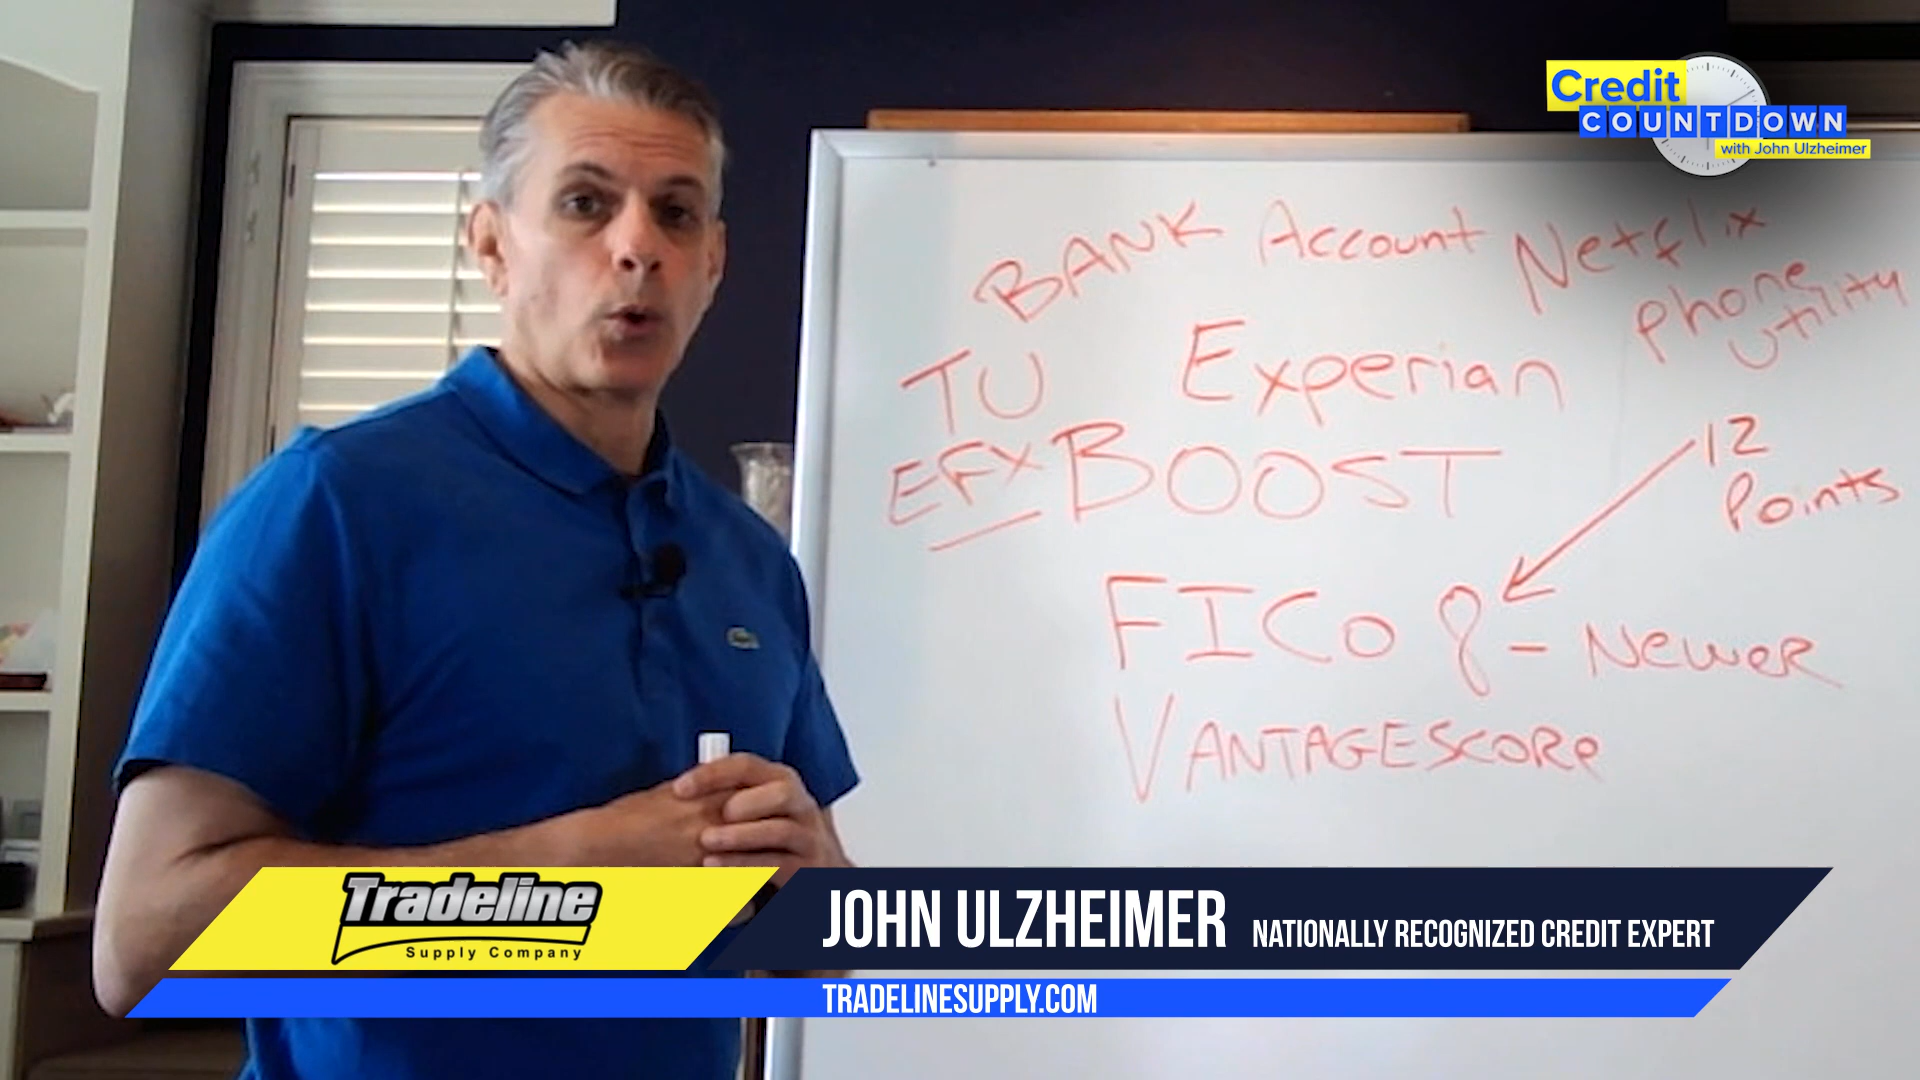 Credit
COUNTDOWN
with John Ulzheimer
BANK Account Netflix
Phone
Utility
TU Experian
EFX BOOST
12
Points
FICO 8 - Newer
VANTAGESCORe
Tradeline
Supply Company
JOHN ULZHEIMER NATIONALLY RECOGNIZED CREDIT EXPERT
TRADELINESUPPLY.COM